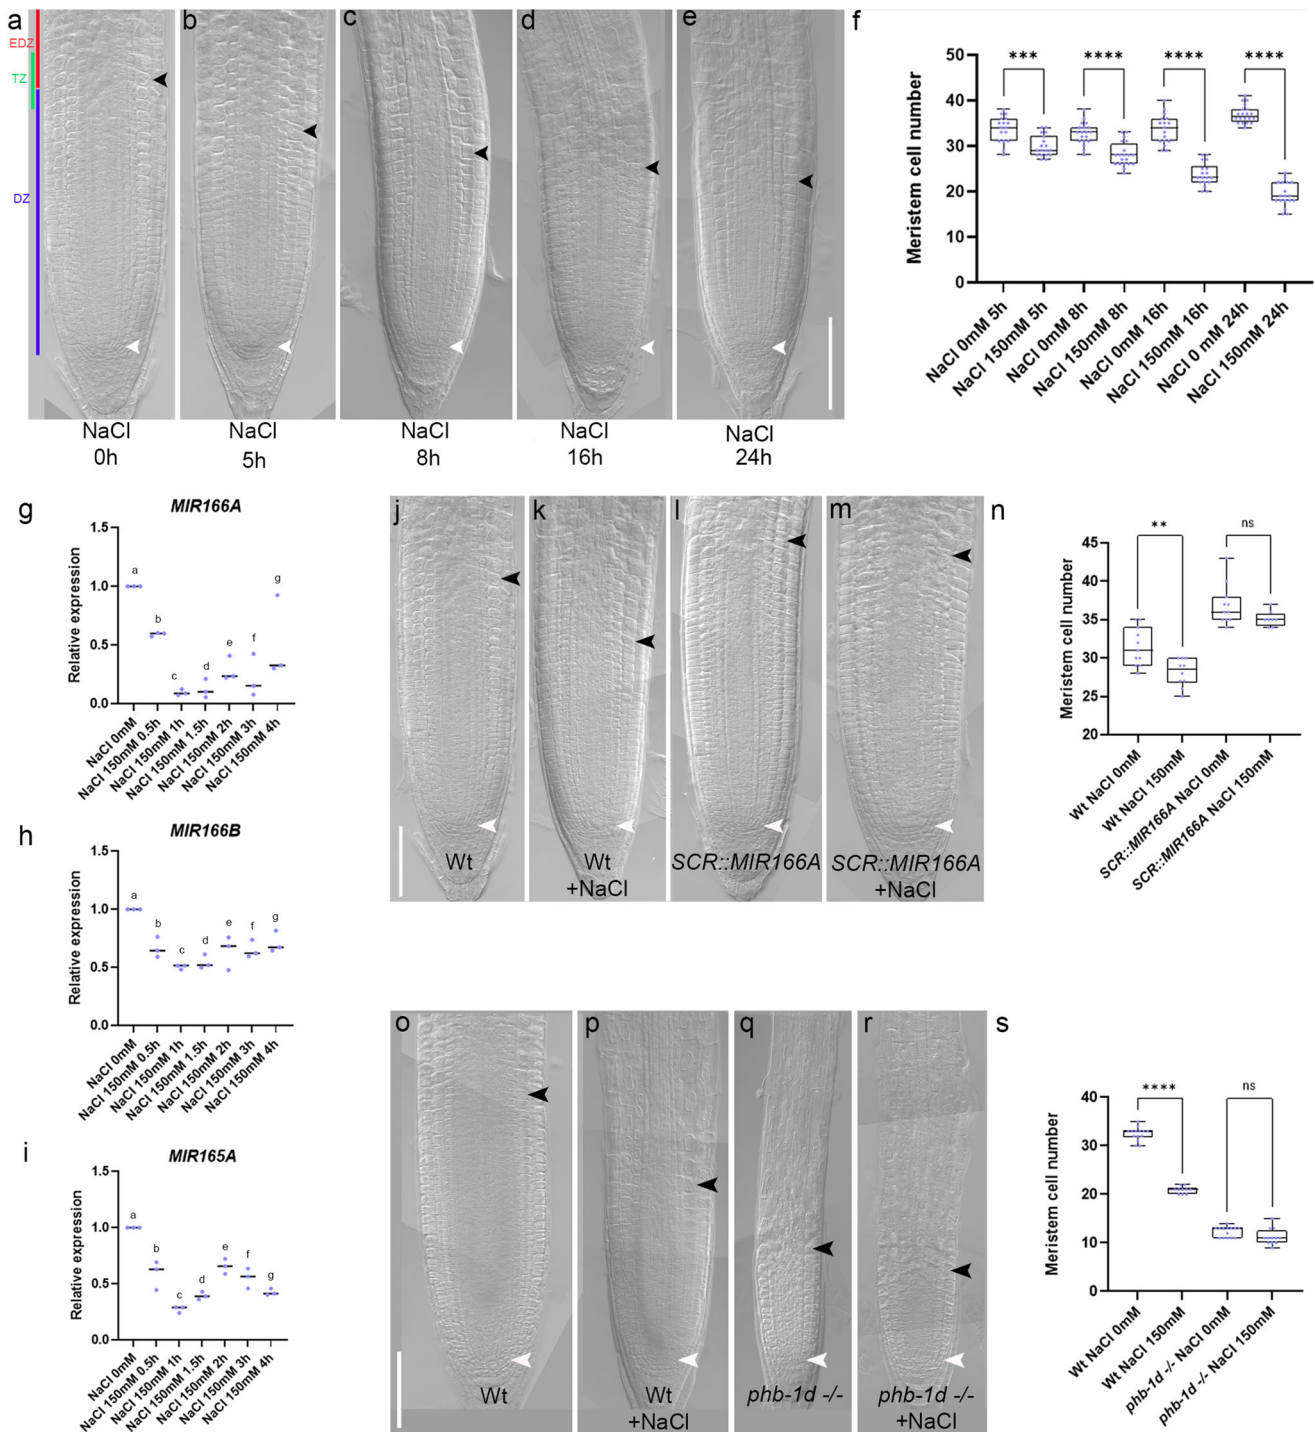 a
b
c
d
e
f
EDZ
TZ
DZ
NaCl
0h
NaCl
5h
NaCl
8h
NaCl
16h
NaCl
24h
Meristem cell number
50
40
30
20
10
0
***
****
****
****
NaCl 0mM 5h
NaCl 150mM 5h
NaCl 0mM 8h
NaCl 150mM 8h
NaCl 0mM 16h
NaCl 150mM 16h
NaCl 0 mM 24h
NaCl 150mM 24h
g
MIR166A
Relative expression
1.5
1.0
0.5
0.0
a
b
c
d
e
f
g
NaCl 0mM
NaCl 150mM 0.5h
NaCl 150mM 1h
NaCl 150mM 1.5h
NaCl 150mM 2h
NaCl 150mM 3h
NaCl 150mM 4h
h
MIR166B
Relative expression
1.5
1.0
0.5
0.0
a
b
c
d
e
f
g
NaCl 0mM
NaCl 150mM 0.5h
NaCl 150mM 1h
NaCl 150mM 1.5h
NaCl 150mM 2h
NaCl 150mM 3h
NaCl 150mM 4h
i
MIR165A
Relative expression
1.5
1.0
0.5
0.0
a
b
c
d
e
f
g
NaCl 0mM
NaCl 150mM 0.5h
NaCl 150mM 1h
NaCl 150mM 1.5h
NaCl 150mM 2h
NaCl 150mM 3h
NaCl 150mM 4h
j
k
l
m
n
Wt
Wt
+NaCl
SCR::MIR166A
SCR::MIR166A
+NaCl
Meristem cell number
45
40
35
30
25
20
**
ns
Wt NaCl 0mM
Wt NaCl 150mM
SCR::MIR166A NaCl 0mM
SCR::MIR166A NaCl 150mM
o
p
q
r
s
Wt
Wt
+NaCl
phb-1d -/-
phb-1d -/-
+NaCl
Meristem cell number
40
30
20
10
0
****
ns
Wt NaCl 0mM
Wt NaCl 150mM
phb-1d -/- NaCl 0mM
phb-1d -/- NaCl 150mM